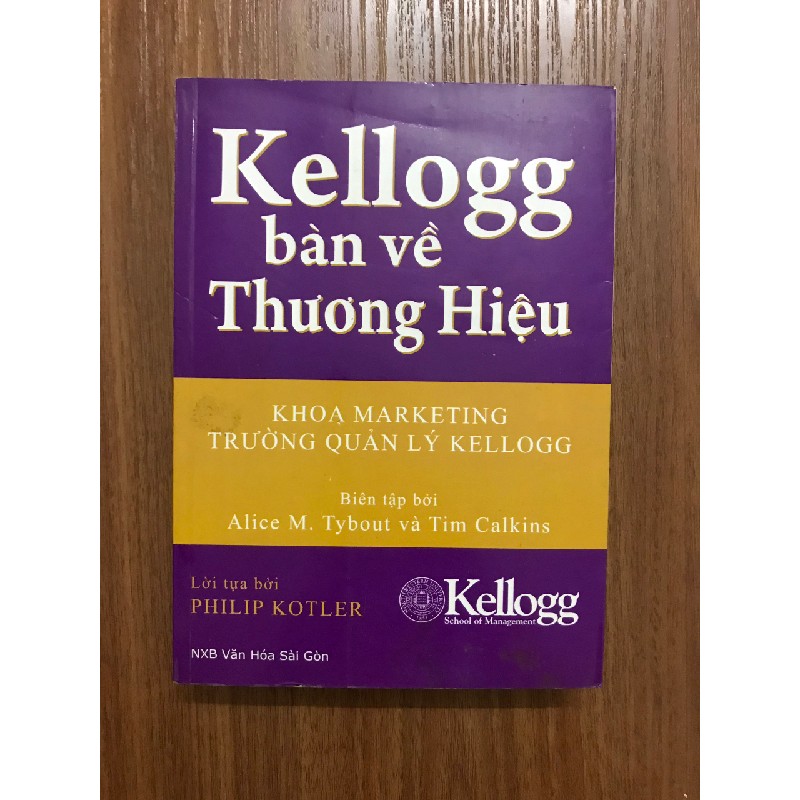 Kellogg
bàn về
Thương Hiệu
KHOA MARKETING
TRƯỜNG QUẢN LÝ KELLOGG
Biên tập bởi
Alice M. Tybout và Tim Calkins
Lời tựa bởi
PHILIP KOTLER
Kellogg
School of Management
NXB Văn Hóa Sài Gòn